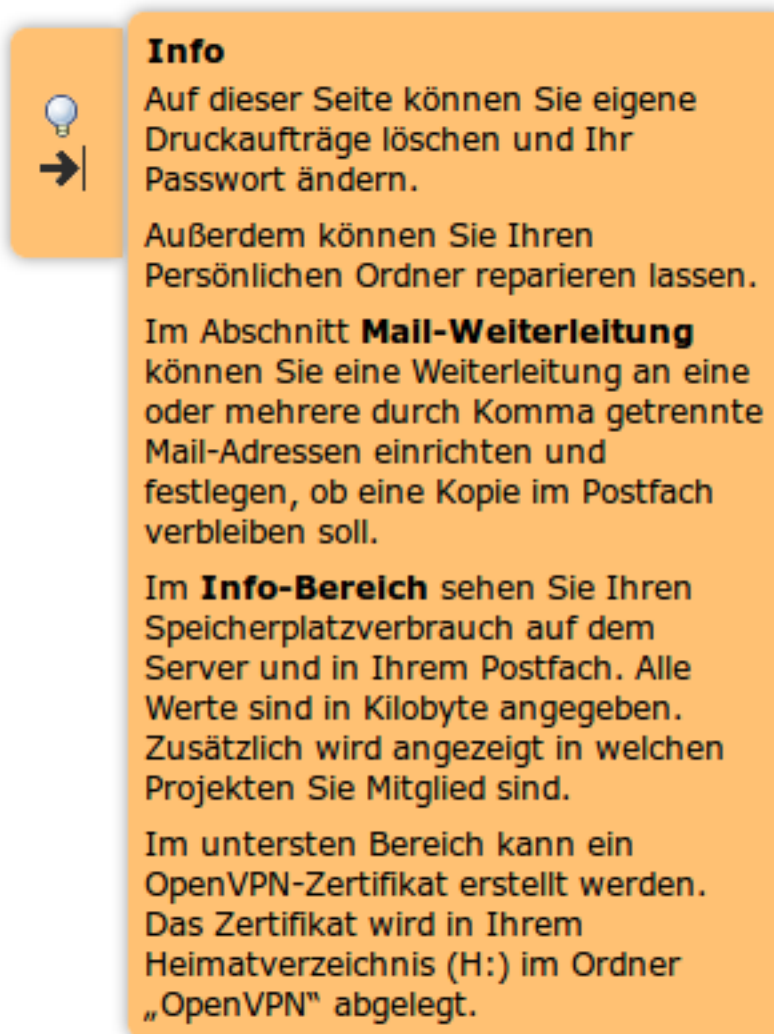 Info
Auf dieser Seite können Sie eigene
Druckaufträge löschen und Ihr
Passwort ändern.
Außerdem können Sie Ihren
Persönlichen Ordner reparieren lassen.
Im Abschnitt Mail-Weiterleitung
können Sie eine Weiterleitung an eine
oder mehrere durch Komma getrennte
Mail-Adressen einrichten und
festlegen, ob eine Kopie im Postfach
verbleiben soll.
Im Info-Bereich sehen Sie Ihren
Speicherplatzverbrauch auf dem
Server und in Ihrem Postfach. Alle
Werte sind in Kilobyte angegeben.
Zusätzlich wird angezeigt in welchen
Projekten Sie Mitglied sind.
Im untersten Bereich kann ein
OpenVPN-Zertifikat erstellt werden.
Das Zertifikat wird in Ihrem
Heimatverzeichnis (H:) im Ordner
„OpenVPN“ abgelegt.